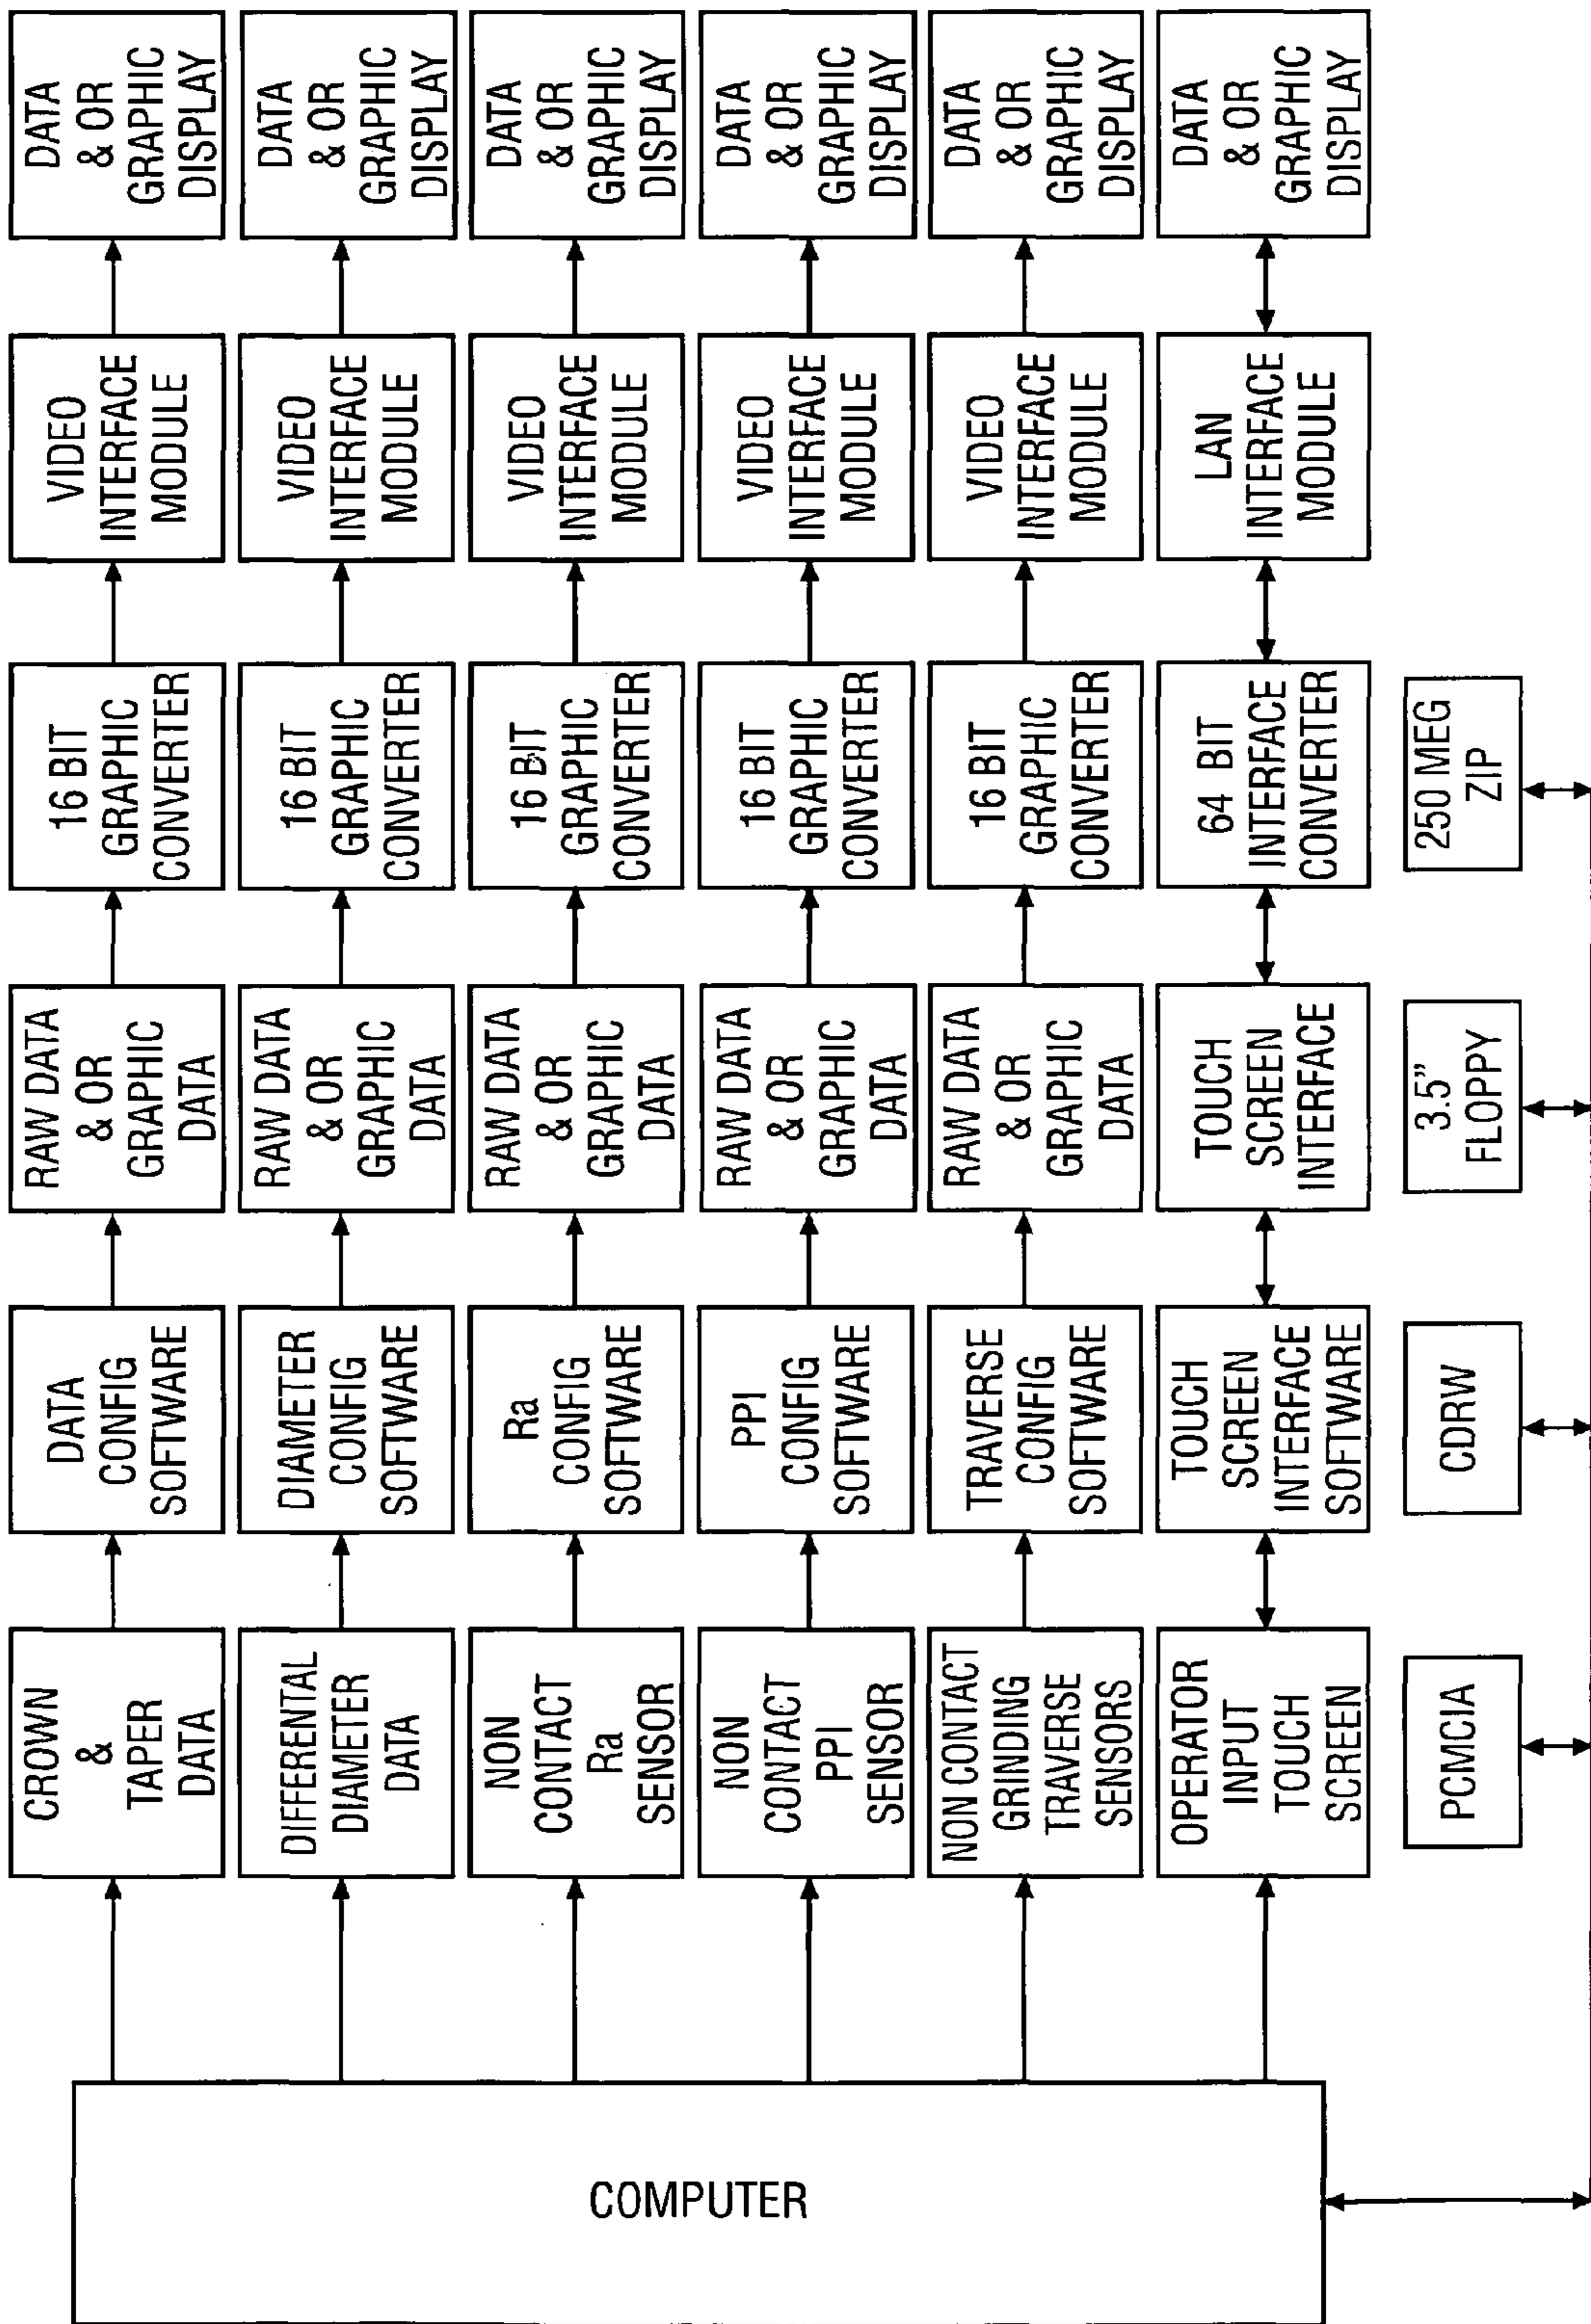 COMPUTER
CROWN
&
TAPER
DATA
DATA
CONFIG
SOFTWARE
RAW DATA
& OR
GRAPHIC
DATA
16 BIT
GRAPHIC
CONVERTER
VIDEO
INTERFACE
MODULE
DATA
& OR
GRAPHIC
DISPLAY
DIFFERENTAL
DIAMETER
DATA
DIAMETER
CONFIG
SOFTWARE
RAW DATA
& OR
GRAPHIC
DATA
16 BIT
GRAPHIC
CONVERTER
VIDEO
INTERFACE
MODULE
DATA
& OR
GRAPHIC
DISPLAY
NON
CONTACT
Ra
SENSOR
Ra
CONFIG
SOFTWARE
RAW DATA
& OR
GRAPHIC
DATA
16 BIT
GRAPHIC
CONVERTER
VIDEO
INTERFACE
MODULE
DATA
& OR
GRAPHIC
DISPLAY
NON
CONTACT
PPI
SENSOR
PPI
CONFIG
SOFTWARE
RAW DATA
& OR
GRAPHIC
DATA
16 BIT
GRAPHIC
CONVERTER
VIDEO
INTERFACE
MODULE
DATA
& OR
GRAPHIC
DISPLAY
NON CONTACT
GRINDING
TRAVERSE
SENSORS
TRAVERSE
CONFIG
SOFTWARE
RAW DATA
& OR
GRAPHIC
DATA
16 BIT
GRAPHIC
CONVERTER
VIDEO
INTERFACE
MODULE
DATA
& OR
GRAPHIC
DISPLAY
OPERATOR
INPUT
TOUCH
SCREEN
TOUCH
SCREEN
INTERFACE
SOFTWARE
TOUCH
SCREEN
INTERFACE
64 BIT
INTERFACE
CONVERTER
LAN
INTERFACE
MODULE
DATA
& OR
GRAPHIC
DISPLAY
PCMCIA
CDRW
3.5”
FLOPPY
250 MEG
ZIP